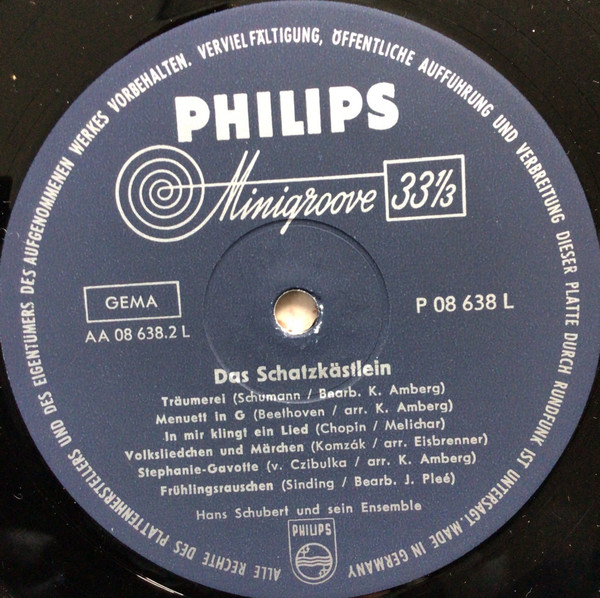 PHILIPS
Minigroove 33 1/3
GEMA
AA 08 638.2 L
P 08 638 L
Das Schatzkästlein
Träumerei (Schumann / Bearb. K. Amberg)
Menuett in G (Beethoven / arr. K. Amberg)
In mir klingt ein Lied (Chopin / Melichar)
Volksliedchen und Märchen (Komzák / arr. Eisbrenner)
Stephanie-Gavotte (v. Czibulka / arr. K. Amberg)
Frühlingsrauschen (Sinding / Bearb. J. Pleé)
Hans Schubert und sein Ensemble
PHILIPS
ALLE RECHTE DES PLATTENHERSTELLERS UND DES EIGENTÜMERS DES AUFGENOMMENEN WERKES VORBEHALTEN. VERVIELFÄLTIGUNG, ÖFFENTLICHE AUFFÜHRUNG UND VERBREITUNG DIESER PLATTE DURCH RUNDFUNK IST UNTERSAGT. MADE IN GERMANY